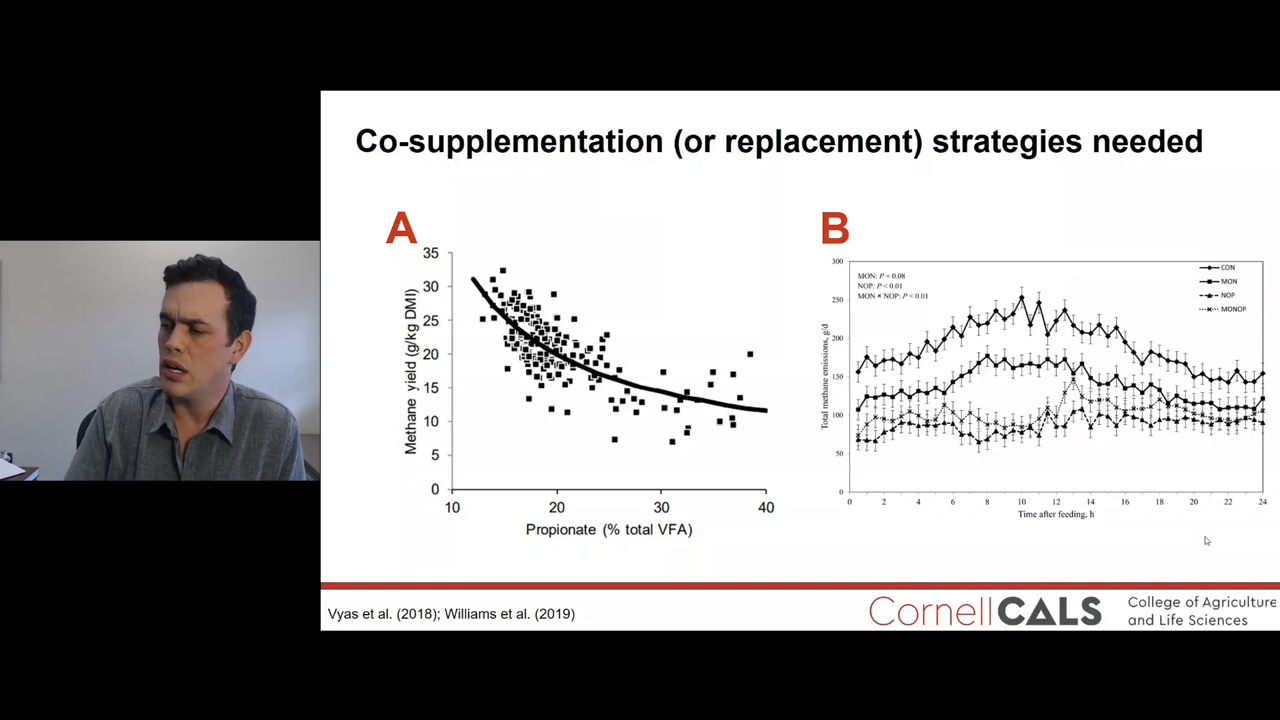 Co-supplementation (or replacement) strategies needed
A
35
30
25
20
15
10
5
0
Methane yield (g/kg DMI)
10 20 30 40
Propionate (% total VFA)
B
300
250
200
150
100
50
0
Total methane emissions, g/d
MON: P = 0.08
NOP: P < 0.01
MON × NOP: P < 0.01
CON
MON
NOP
MONOP
0 2 4 6 8 10 12 14 16 18 20 22 24
Time after feeding, h
Vyas et al. (2018); Williams et al. (2019)
CornellCALS
College of Agriculture
and Life Sciences